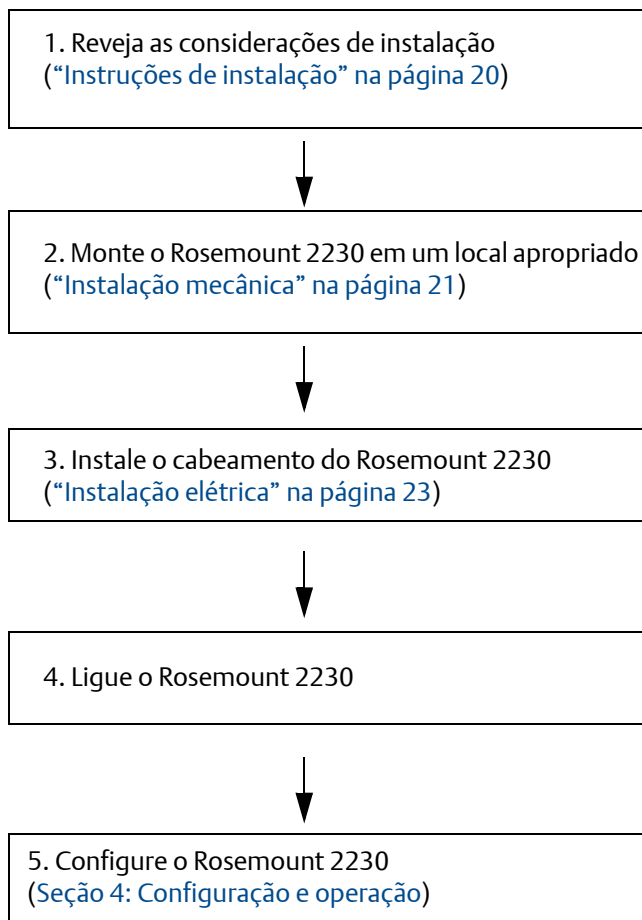 1. Reveja as considerações de instalação
(“Instruções de instalação” na página 20)
2. Monte o Rosemount 2230 em um local apropriado
(“Instalação mecânica” na página 21)
3. Instale o cabeamento do Rosemount 2230
(“Instalação elétrica” na página 23)
4. Ligue o Rosemount 2230
5. Configure o Rosemount 2230
(Seção 4: Configuração e operação)